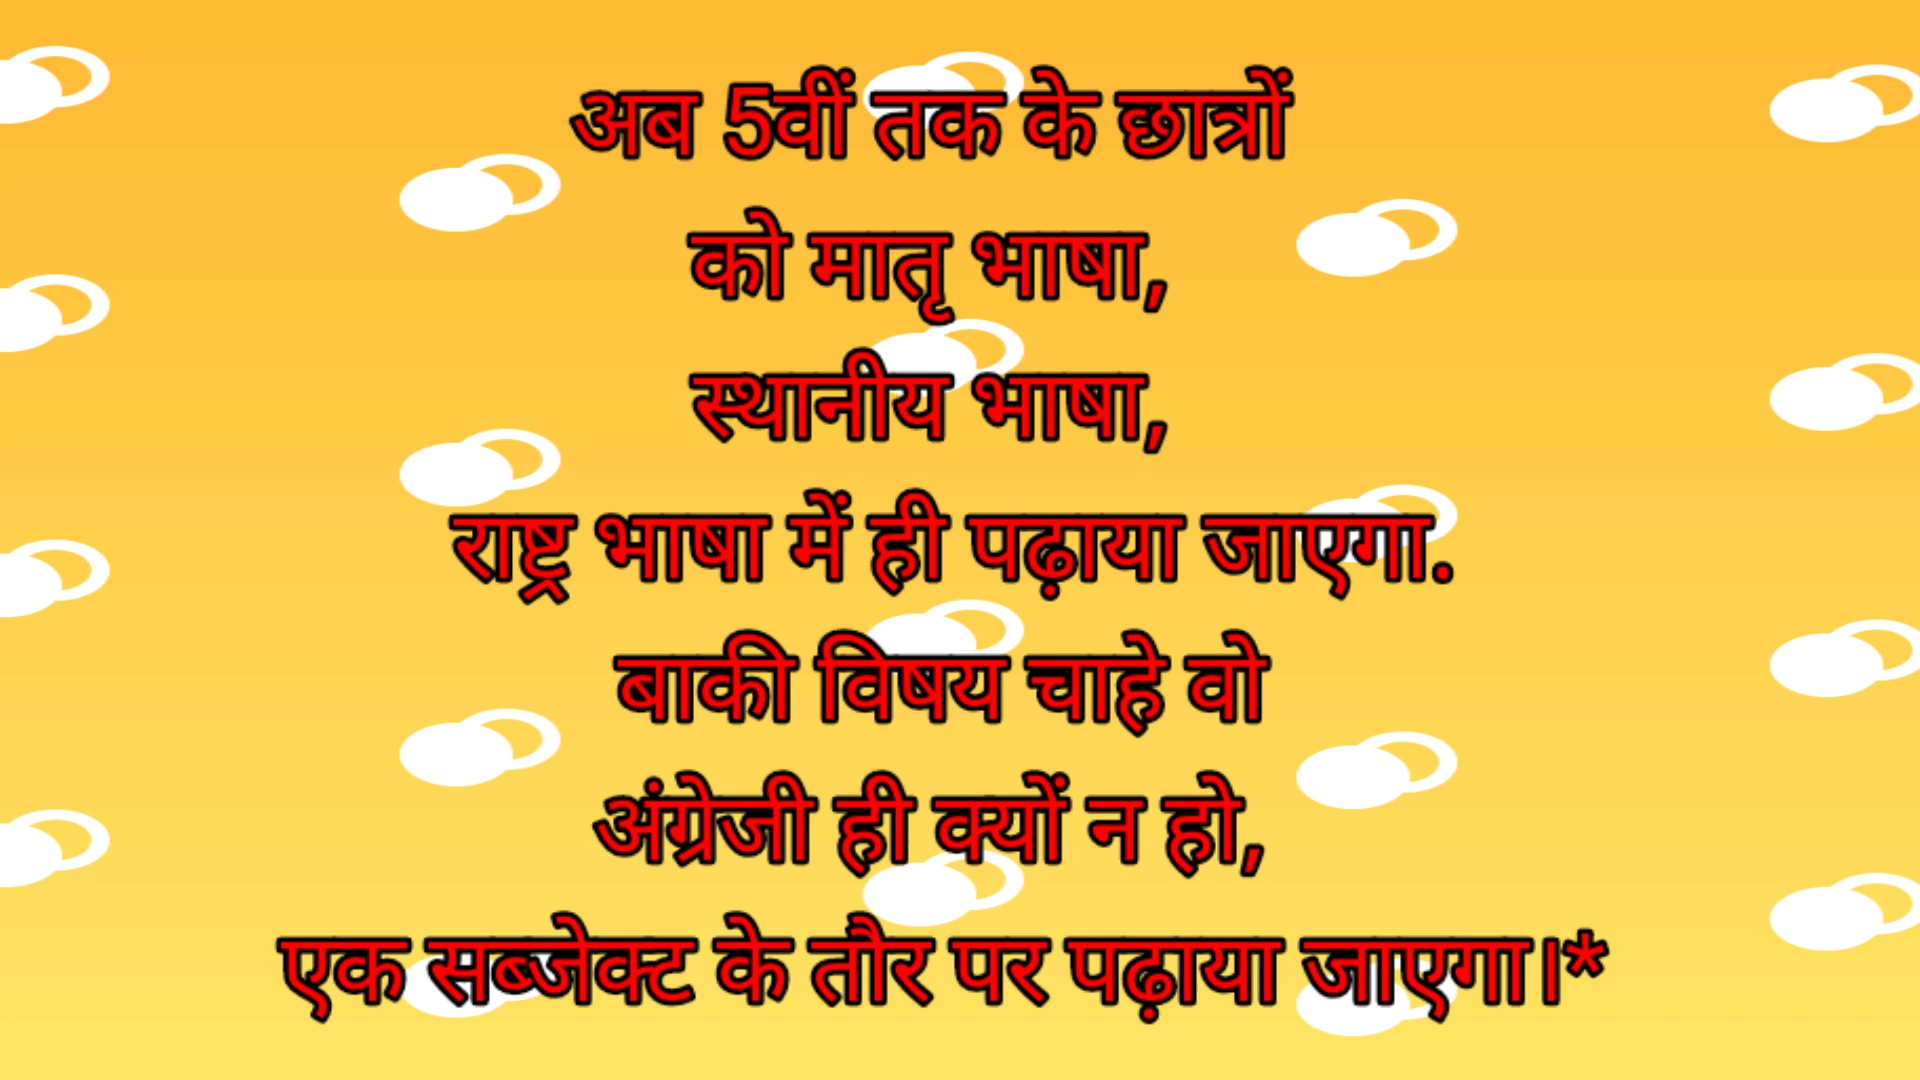 अब 5वीं तक के छात्रों
को मातृ भाषा,
स्थानीय भाषा,
राष्ट्र भाषा में ही पढ़ाया जाएगा.
बाकी विषय चाहे वो
अंग्रेजी ही क्यों न हो,
एक सब्जेक्ट के तौर पर पढ़ाया जाएगा।*